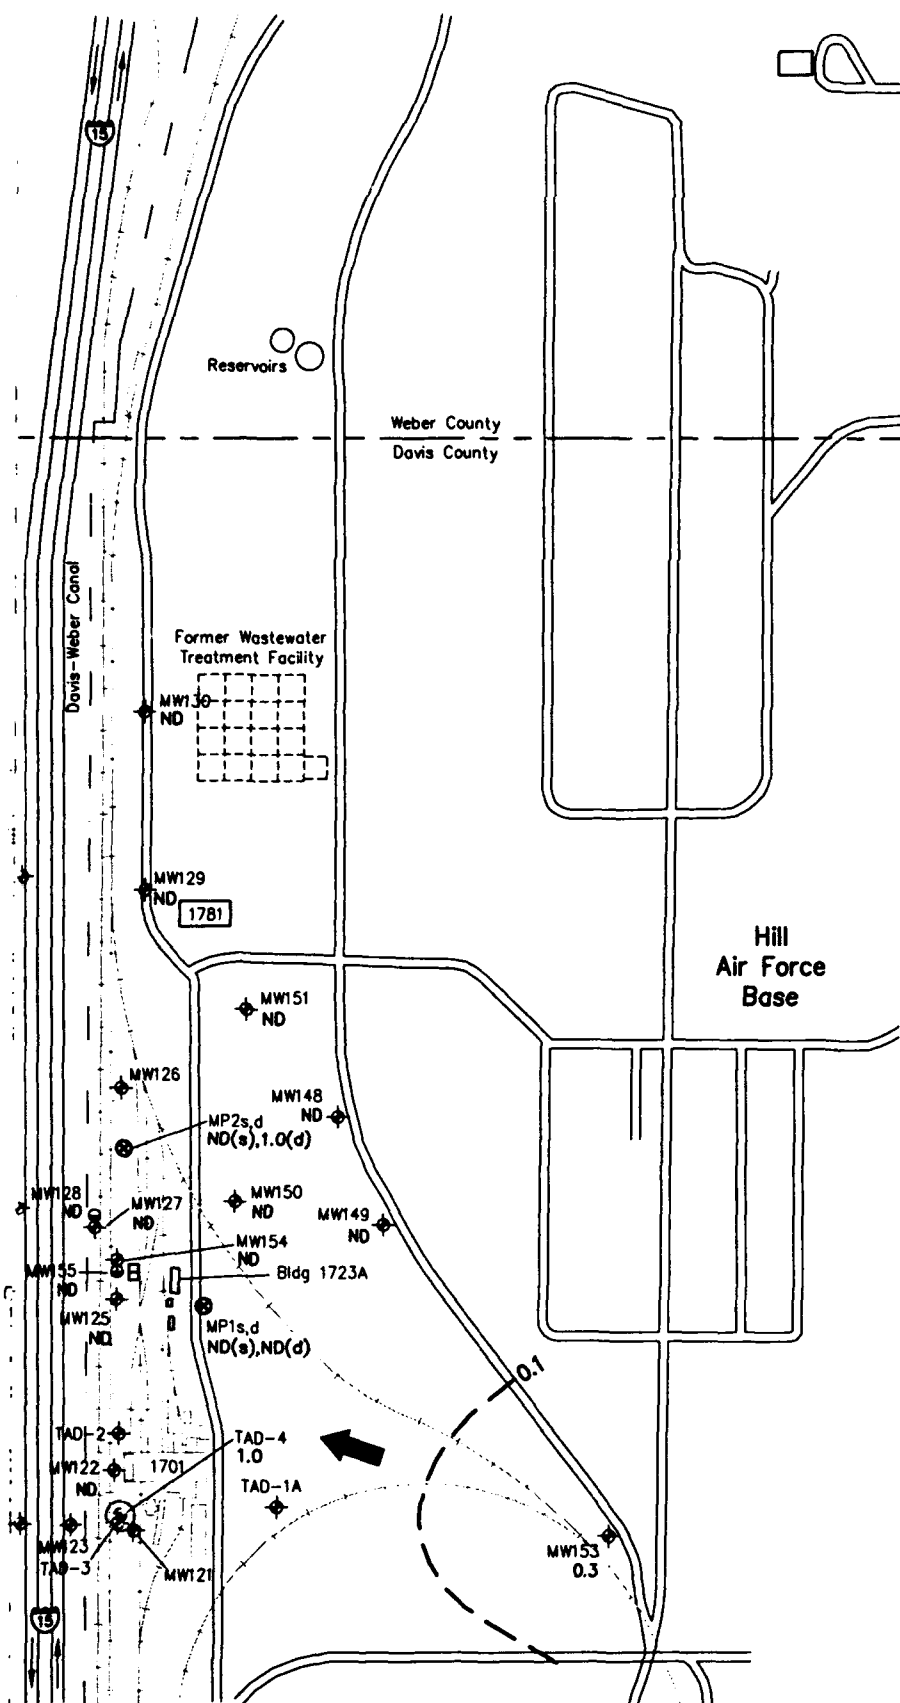 15
Reservoirs
Weber County
Davis County
Davis-Weber Canal
Former Wastewater
Treatment Facility
MW130
ND
MW129
ND
1781
Hill
Air Force
Base
MW151
ND
MW126
MW148
ND
MP2s,d
ND(s),1.0(d)
MW128
ND
MW127
ND
MW150
ND
MW149
ND
MW154
ND
MW155
ND
Bldg 1723A
MW125
ND
MP1s,d
ND(s),ND(d)
0.1
TAD-2
TAD-4
1.0
MW122
ND
1701
TAD-1A
MW123
TAD-3
MW121
MW153
0.3
15